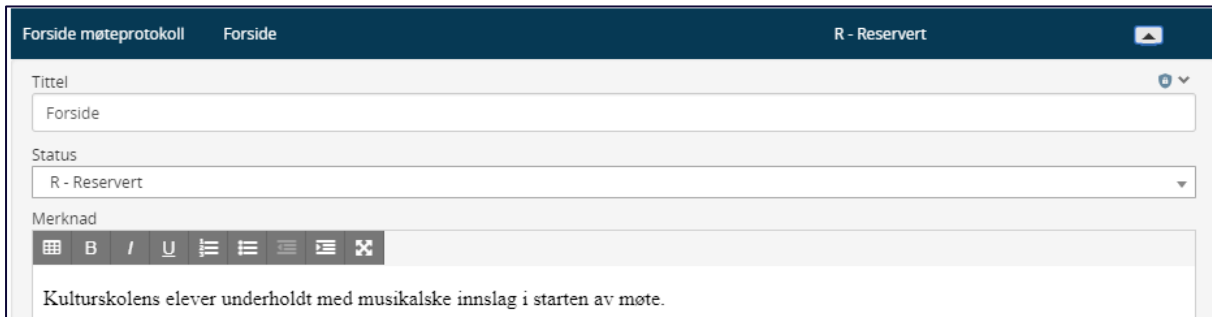 Forside møteprotokoll Forside R - Reservert
Tittel
Forside
Status
R - Reservert
Merknad
B I U
Kulturskolens elever underholdt med musikalske innslag i starten av møte.